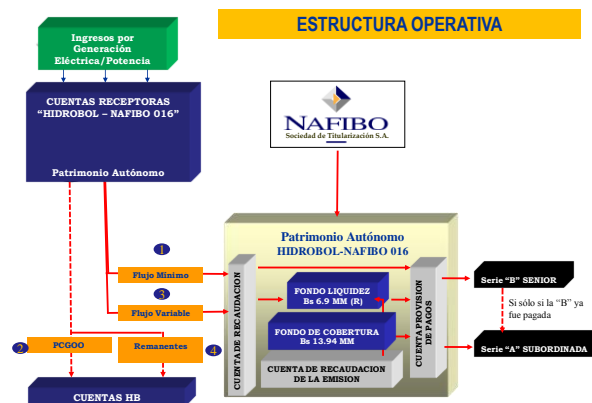 ESTRUCTURA OPERATIVA
Ingresos por
Generación
Eléctrica/Potencia
CUENTAS RECEPTORAS
“HIDROBOL – NAFIBO 016”
Patrimonio Autónomo
NAFIBO
Sociedad de Titularización S.A.
1
Flujo Mínimo
3
Flujo Variable
2
PCGOO
Remanentes
4
CUENTAS HB
Patrimonio Autónomo
HIDROBOL-NAFIBO 016
CUENTA DE RECAUDACION
FONDO LIQUIDEZ
Bs 6.9 MM (R)
FONDO DE COBERTURA
Bs 13.94 MM
CUENTA DE RECAUDACION
DE LA EMISION
CUENTA PROVISION
DE PAGOS
Serie “B” SENIOR
Si sólo si la “B” ya
fue pagada
Serie “A” SUBORDINADA